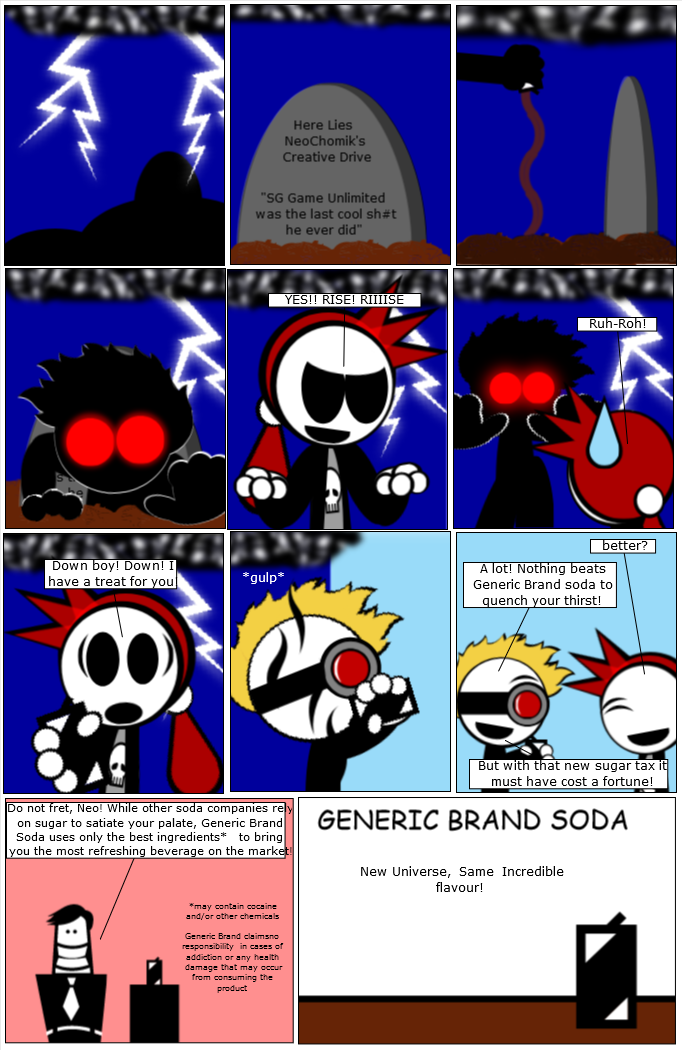 Here Lies
NeoChomik's
Creative Drive
"SG Game Unlimited
was the last cool sh#t
he ever did"
s t
he
YES!! RISE! RIIIISE
Ruh-Roh!
Down boy! Down! I
have a treat for you
*gulp*
better?
A lot! Nothing beats
Generic Brand soda to
quench your thirst!
But with that new sugar tax it
must have cost a fortune!
Do not fret, Neo! While other soda companies rely
on sugar to satiate your palate, Generic Brand
Soda uses only the best ingredients* to bring
you the most refreshing beverage on the market!
*may contain cocaine
and/or other chemicals
Generic Brand claimsno
responsibility in cases of
addiction or any health
damage that may occur
from consuming the
product
GENERIC BRAND SODA
New Universe, Same Incredible
flavour!